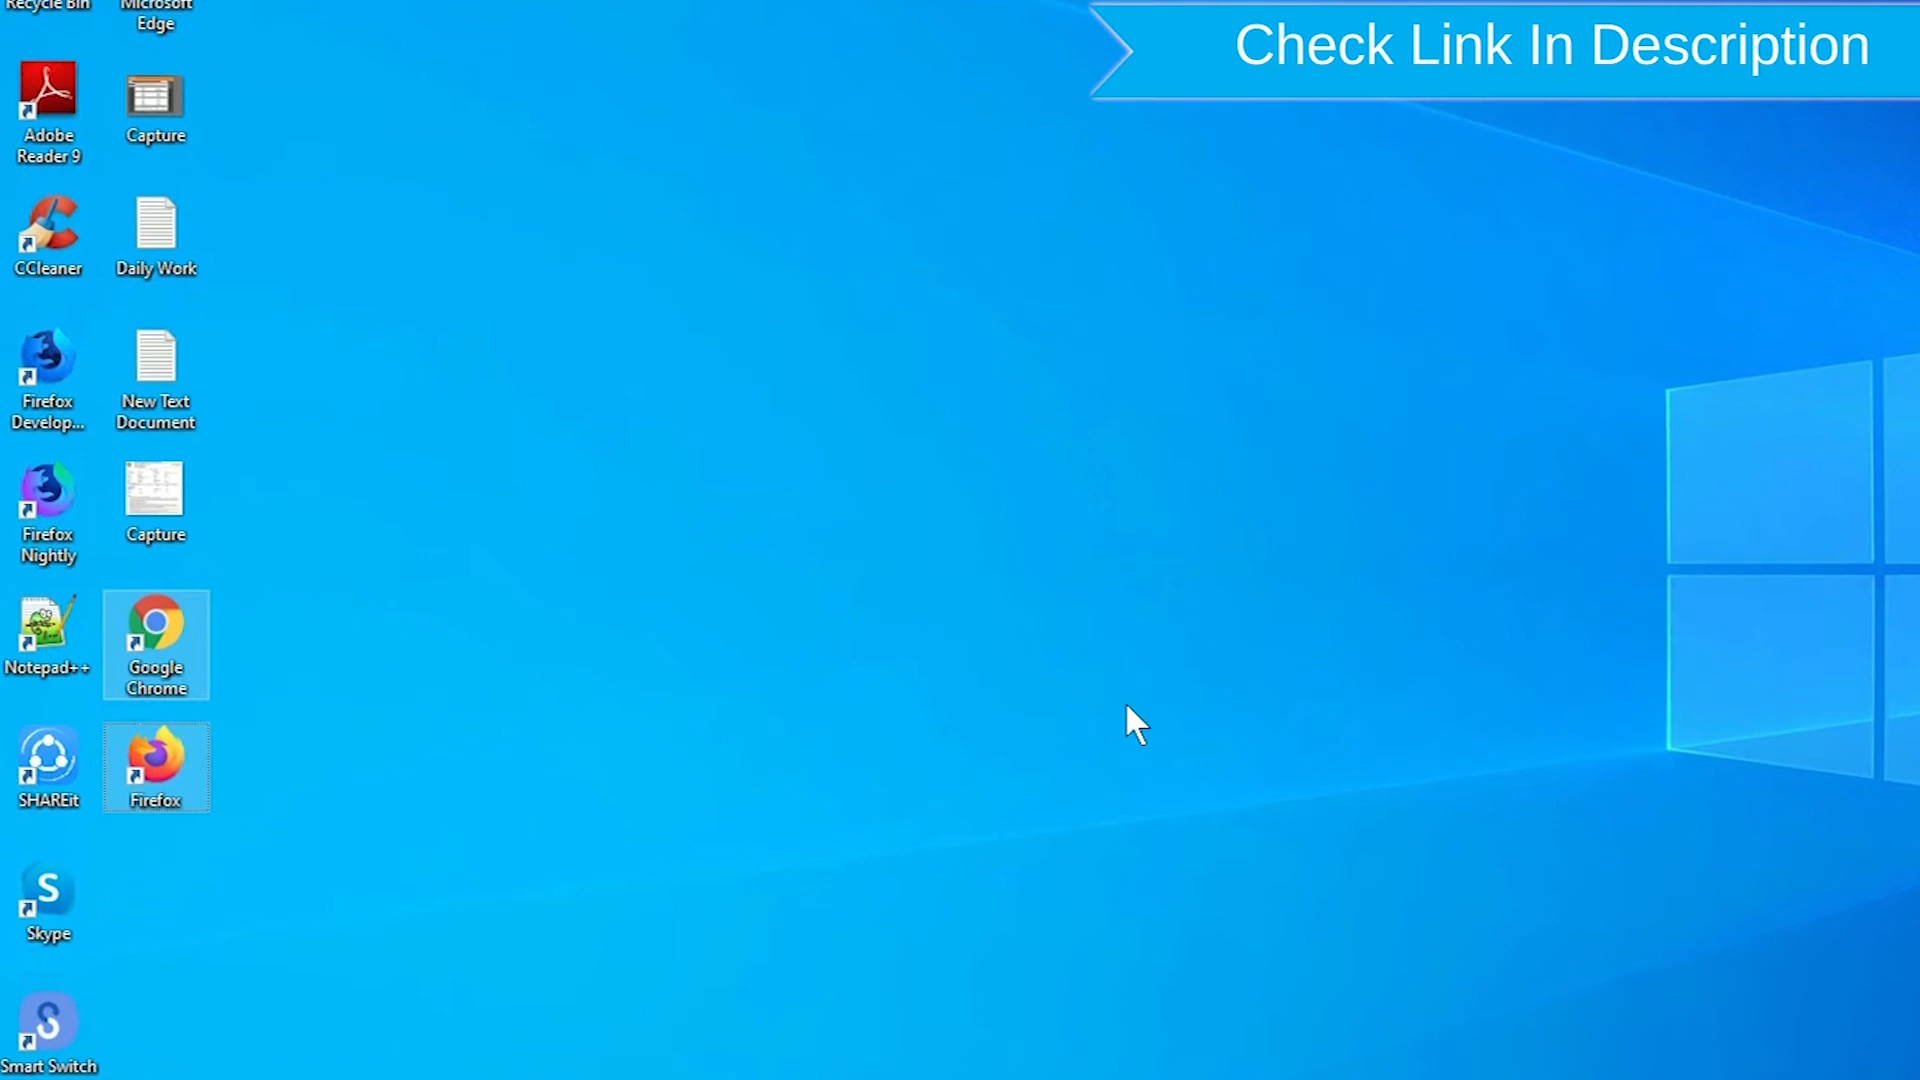 Recycle Bin
Microsoft
Edge
Check Link In Description
Adobe
Reader 9
Capture
CCleaner
Daily Work
Firefox
Develop...
New Text
Document
Firefox
Nightly
Capture
Notepad++
Google
Chrome
SHAREit
Firefox
S
Skype
Smart Switch